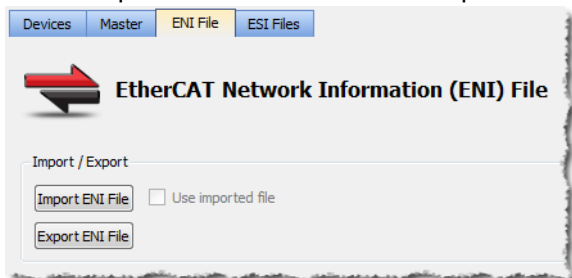 Devices Master ENI File ESI Files
EtherCAT Network Information (ENI) File
Import / Export
Import ENI File Use imported file
Export ENI File